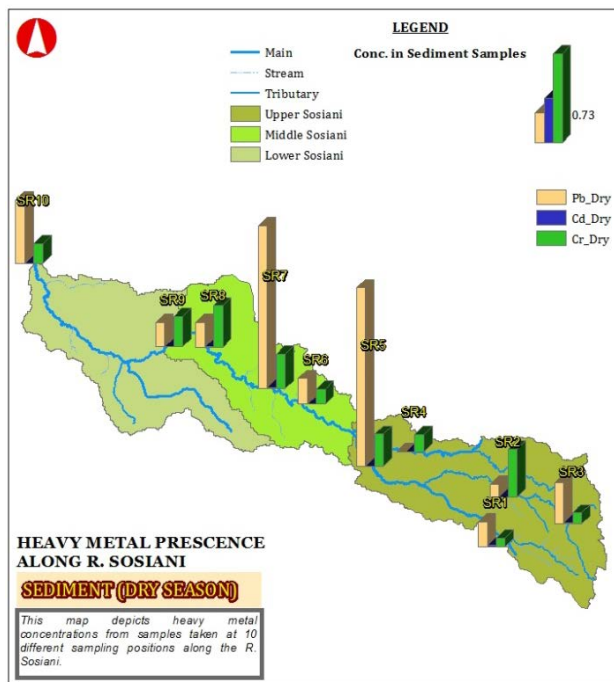 LEGEND
Conc. in Sediment Samples
Main
Stream
Tributary
Upper Sosiani
Middle Sosiani
Lower Sosiani
0.73
Pb_Dry
Cd_Dry
Cr_Dry
SR10
SR9
SR8
SR7
SR6
SR5
SR4
SR2
SR3
SR1
HEAVY METAL PRESCENCE
ALONG R. SOSIANI
SEDIMENT (DRY SEASON)
This map depicts heavy metal
concentrations from samples taken at 10
different sampling positions along the R.
Sosiani.